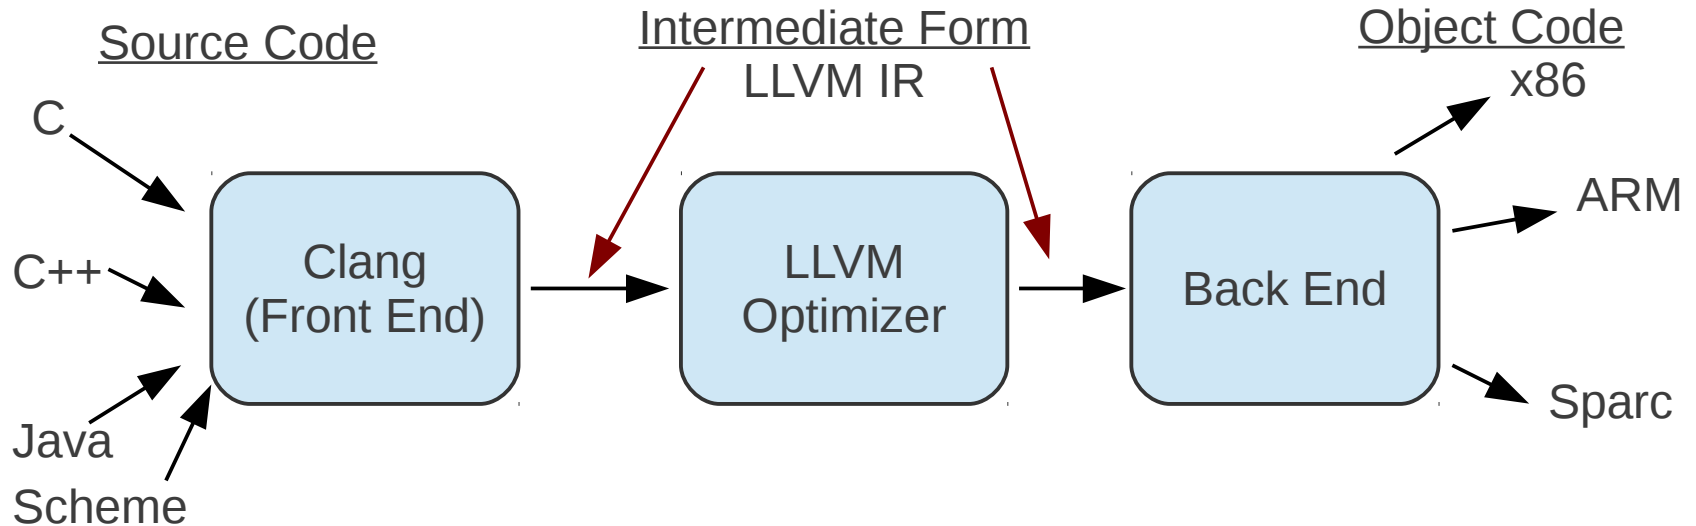 Source Code
Intermediate Form
LLVM IR
Object Code
C
C++
Java
Scheme
Clang
(Front End)
LLVM
Optimizer
Back End
x86
ARM
Sparc